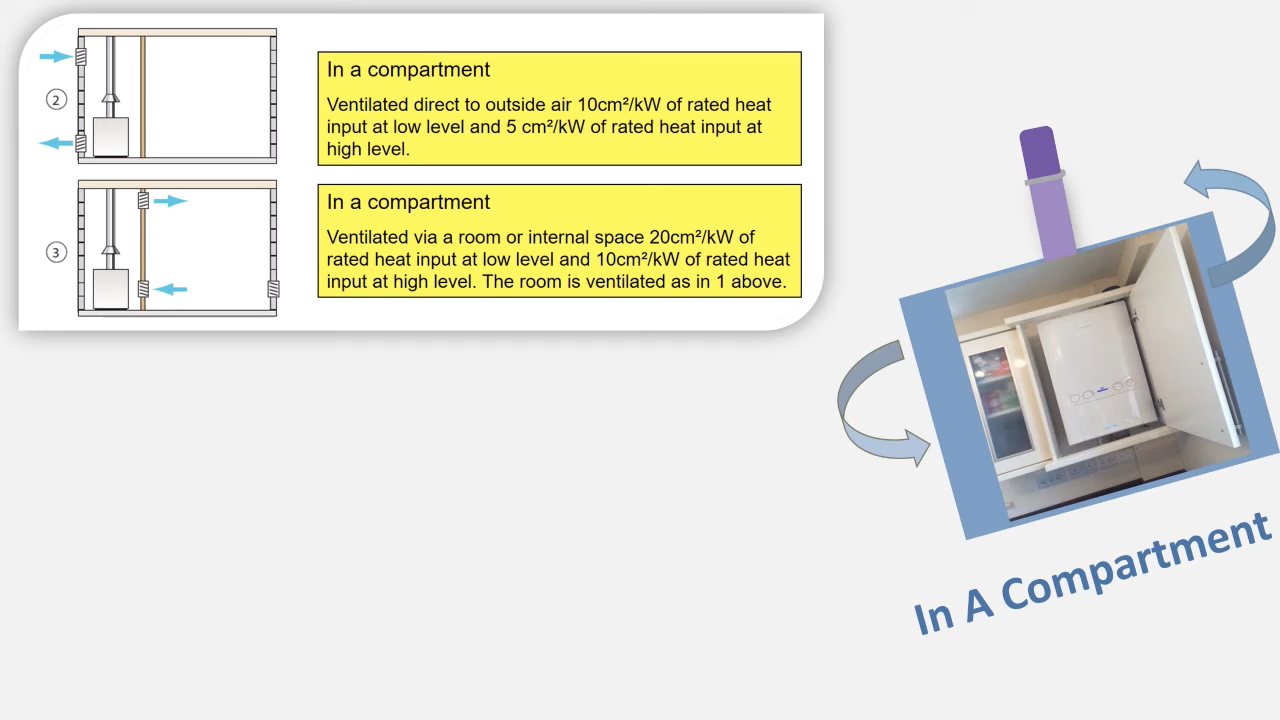 2
In a compartment
Ventilated direct to outside air 10cm²/kW of rated heat
input at low level and 5 cm²/kW of rated heat input at
high level.
3
In a compartment
Ventilated via a room or internal space 20cm²/kW of
rated heat input at low level and 10cm²/kW of rated heat
input at high level. The room is ventilated as in 1 above.
In A Compartment